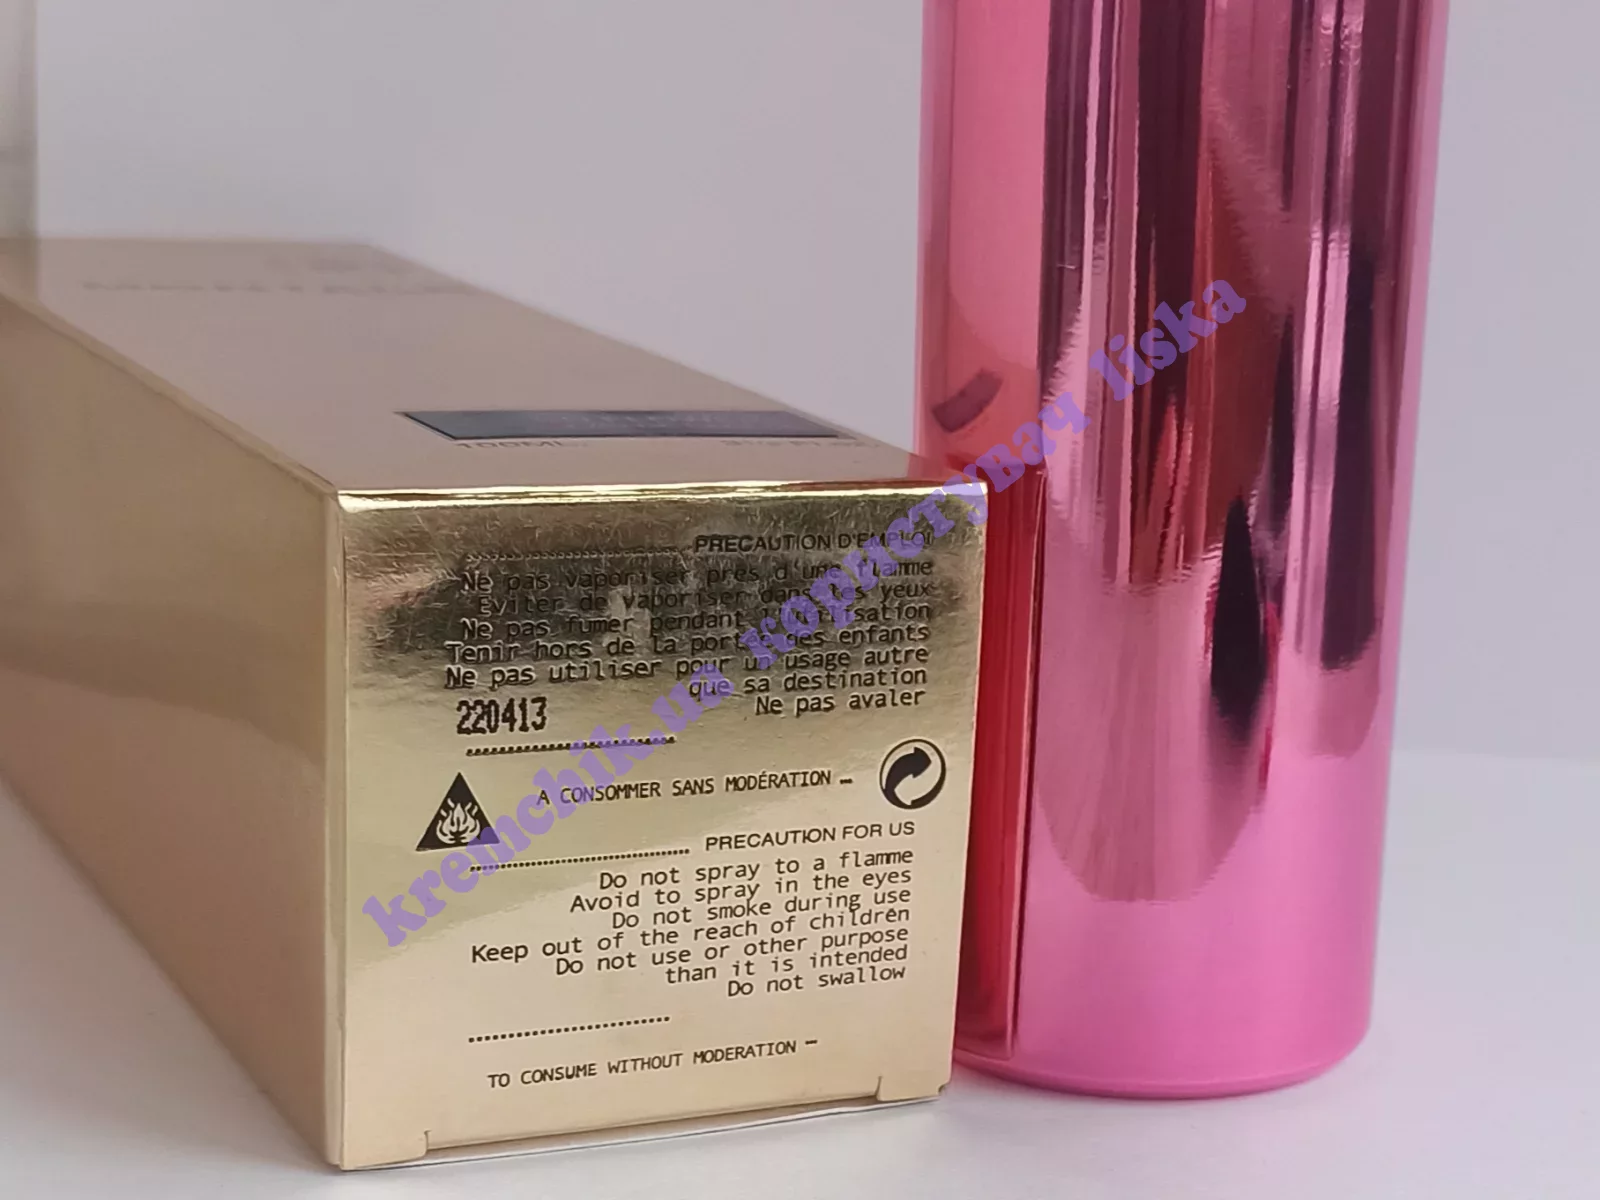 100ML
PRECAUTION D'EMPLOI
Ne pas vaporiser près d'une flamme
Eviter de vaporiser dans les yeux
Ne pas fumer pendant l'utilisation
Tenir hors de la portée des enfants
Ne pas utiliser pour un usage autre
que sa destination
220413
Ne pas avaler
A CONSOMMER SANS MODÉRATION
PRECAUTION FOR US
Do not spray to a flamme
Avoid to spray in the eyes
Do not smoke during use
Keep out of the reach of children
Do not use or other purpose
than it is intended
Do not swallow
TO CONSUME WITHOUT MODERATION
kremchik.ua користувач liska